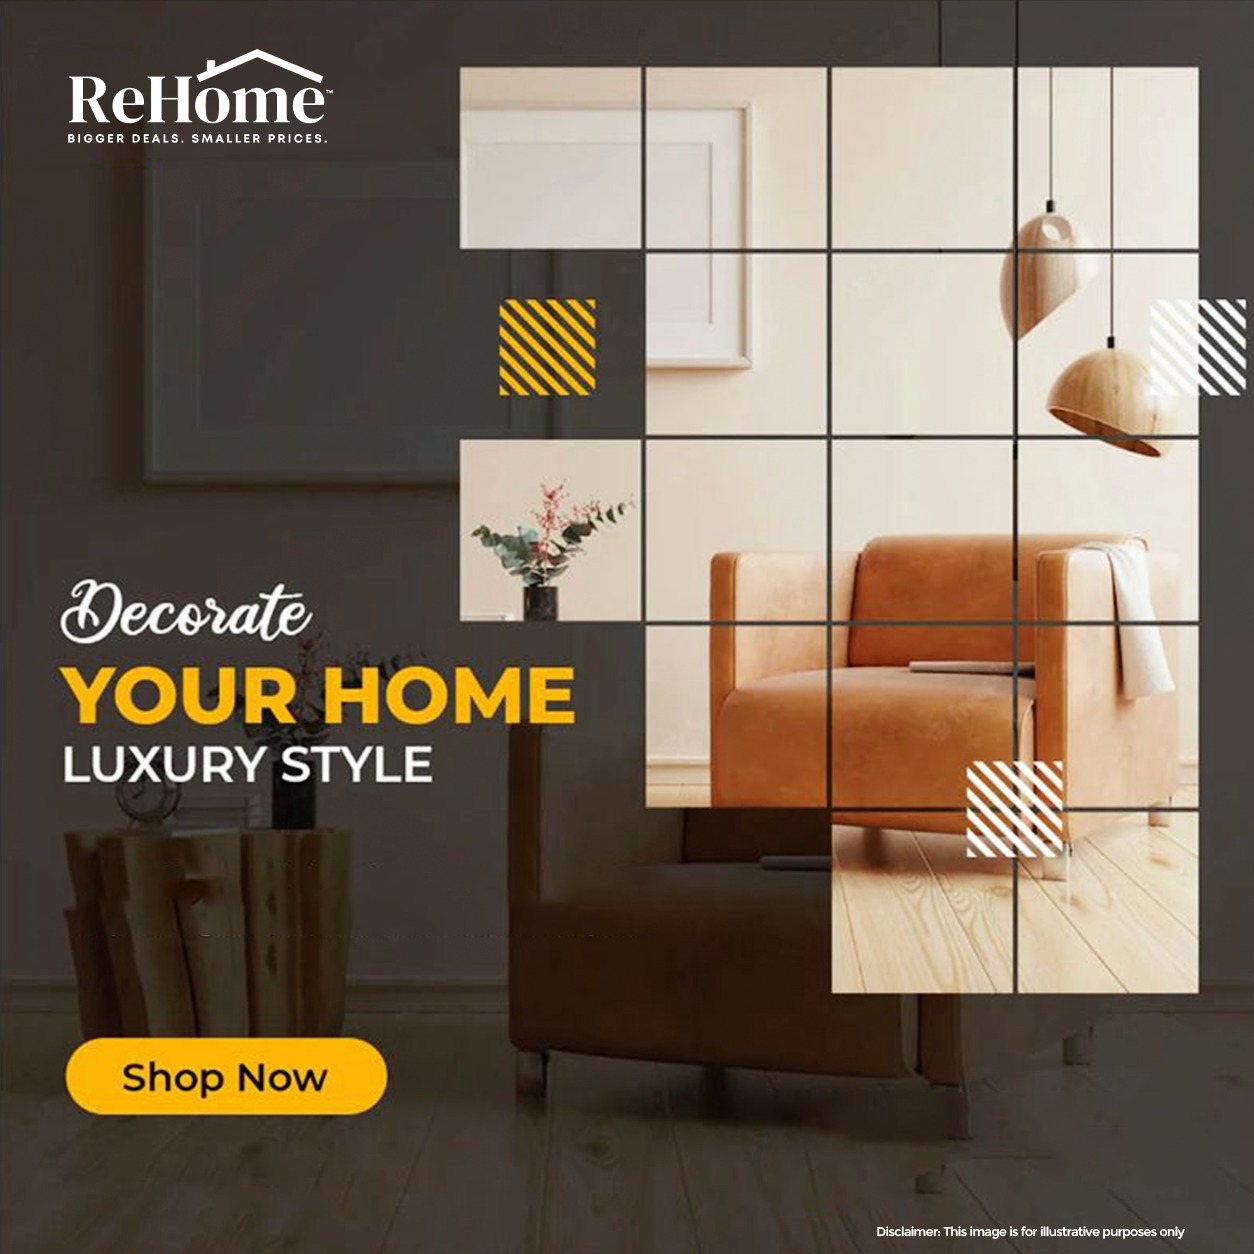 ReHome™
BIGGER DEALS. SMALLER PRICES.
Decorate
YOUR HOME
LUXURY STYLE
Shop Now
Disclaimer: This image is for illustrative purposes only